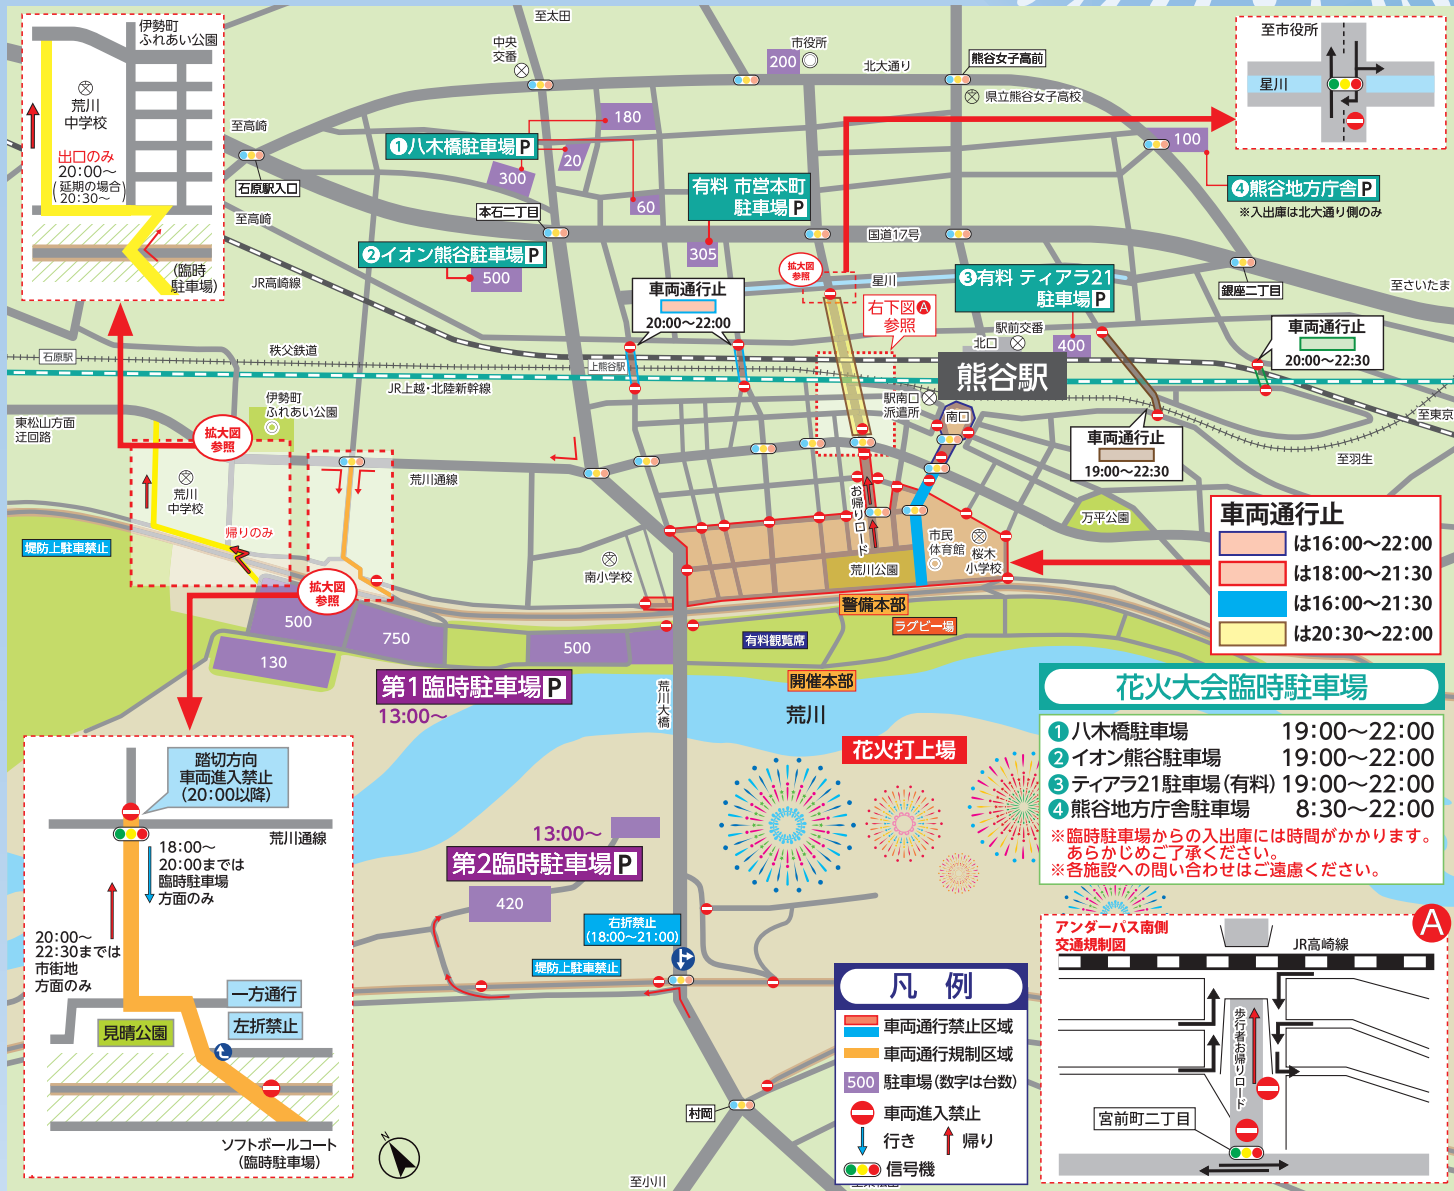 伊勢町
ふれあい公園
荒川
中学校
出口のみ
20:00〜
(延期の場合)
20:30〜
(臨時
駐車場)
至太田
中央
交番
市役所
200
北大通り
熊谷女子高前
県立熊谷女子高校
至市役所
星川
至高崎
石原駅入口
至高崎
❶八木橋駐車場P
180
20
300
60
本石二丁目
有料 市営本町
駐車場P
305
100
❹熊谷地方庁舎P
※入出庫は北大通り側のみ
❷イオン熊谷駐車場P
500
国道17号
拡大図
参照
星川
❸有料 ティアラ21
駐車場P
400
銀座二丁目
至さいたま
JR高崎線
車両通行止
20:00〜22:00
右下図Ⓐ
参照
駅前交番
北口
車両通行止
20:00〜22:30
石原駅
秩父鉄道
上熊谷駅
熊谷駅
JR上越・北陸新幹線
東松山方面
迂回路
伊勢町
ふれあい公園
拡大図
参照
駅南口
派出所
南口
至東京
車両通行止
19:00〜22:30
至羽生
荒川
中学校
荒川通線
帰りのみ
お帰りロード
万平公園
堤防上駐車禁止
南小学校
市民
体育館
桜木
小学校
荒川公園
車両通行止
は16:00〜22:00
は18:00〜21:30
は16:00〜21:30
は20:30〜22:00
拡大図
参照
500
750
130
500
警備本部
ラグビー場
有料観覧席
開催本部
第1臨時駐車場P
13:00〜
荒川大橋
荒川
花火打上場
花火大会臨時駐車場
❶八木橋駐車場 19:00〜22:00
❷イオン熊谷駐車場 19:00〜22:00
❸ティアラ21駐車場(有料) 19:00〜22:00
❹熊谷地方庁舎駐車場 8:30〜22:00
※臨時駐車場からの入出庫には時間がかかります。
あらかじめご了承ください。
※各施設への問い合わせはご遠慮ください。
踏切方向
車両進入禁止
(20:00以降)
荒川通線
18:00〜
20:00までは
臨時駐車場
方面のみ
20:00〜
22:30までは
市街地
方面のみ
一方通行
左折禁止
見晴公園
ソフトボールコート
(臨時駐車場)
13:00〜
第2臨時駐車場P
420
右折禁止
(18:00〜21:00)
堤防上駐車禁止
村岡
至小川
N
凡 例
車両通行禁止区域
車両通行規制区域
500 駐車場(数字は台数)
車両進入禁止
行き 帰り
信号機
A
アンダーパス南側
交通規制図
JR高崎線
歩行者お帰りロード
宮前町二丁目